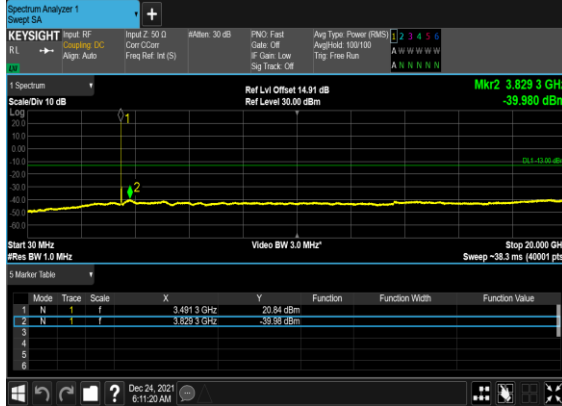 Spectrum Analyzer 1
Swept SA
+
KEYSIGHT Input: RF Input Z: 50 Ω #Atten: 30 dB PNO: Fast Avg Type: Power (RMS) 1 2 3 4 5 6
RL Coupling: DC Corr CCorr Gate: Off Avg|Hold: 100/100 A W W W W W
Align: Auto Freq Ref: Int (S) IF Gain: Low Trig: Free Run
Sig Track: Off A N N N N N
LXI
1 Spectrum Ref Lvl Offset 14.91 dB Mkr2 3.829 3 GHz
Scale/Div 10 dB Ref Level 30.00 dBm -39.980 dBm
Log
20.0
10.0
0.00
-10.0
-20.0
-30.0
-40.0
-50.0
-60.0
1
2
DL1 -13.00 dBm
Start 30 MHz Video BW 3.0 MHz* Stop 20.000 GHz
#Res BW 1.0 MHz Sweep ~38.3 ms (40001 pts)
5 Marker Table
Mode Trace Scale X Y Function Function Width Function Value
1 N 1 f 3.491 3 GHz 20.84 dBm
2 N 1 f 3.829 3 GHz -39.98 dBm
3
4
5
6
? Dec 24, 2021
6:11:20 AM